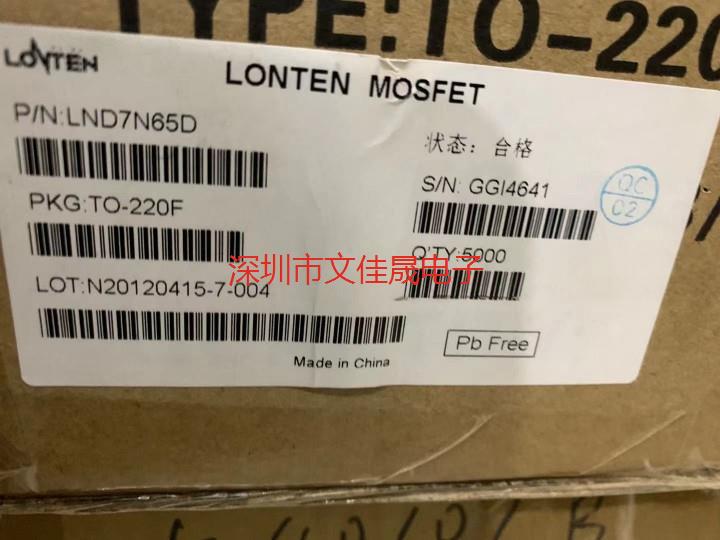 TYPE:TO-220
LONTEN
LONTEN MOSFET
P/N:LND7N65D
状态：合格
S/N: GGI4641
QC
02
PKG:TO-220F
Q'TY:5000
深圳市文佳晟电子
LOT:N20120415-7-004
Pb Free
Made in China